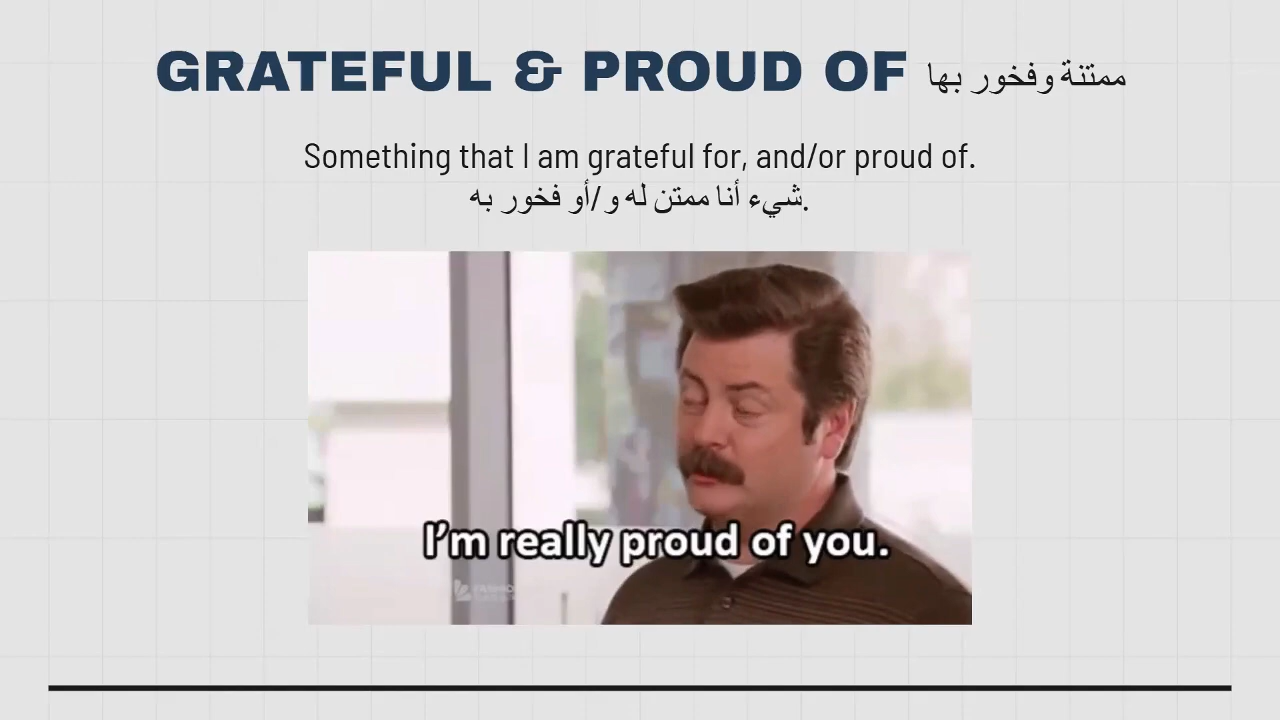 GRATEFUL & PROUD OF ممتنة وفخور بها
Something that I am grateful for, and/or proud of.
شيء أنا ممتن له و/أو فخور به.
I'm really proud of you.